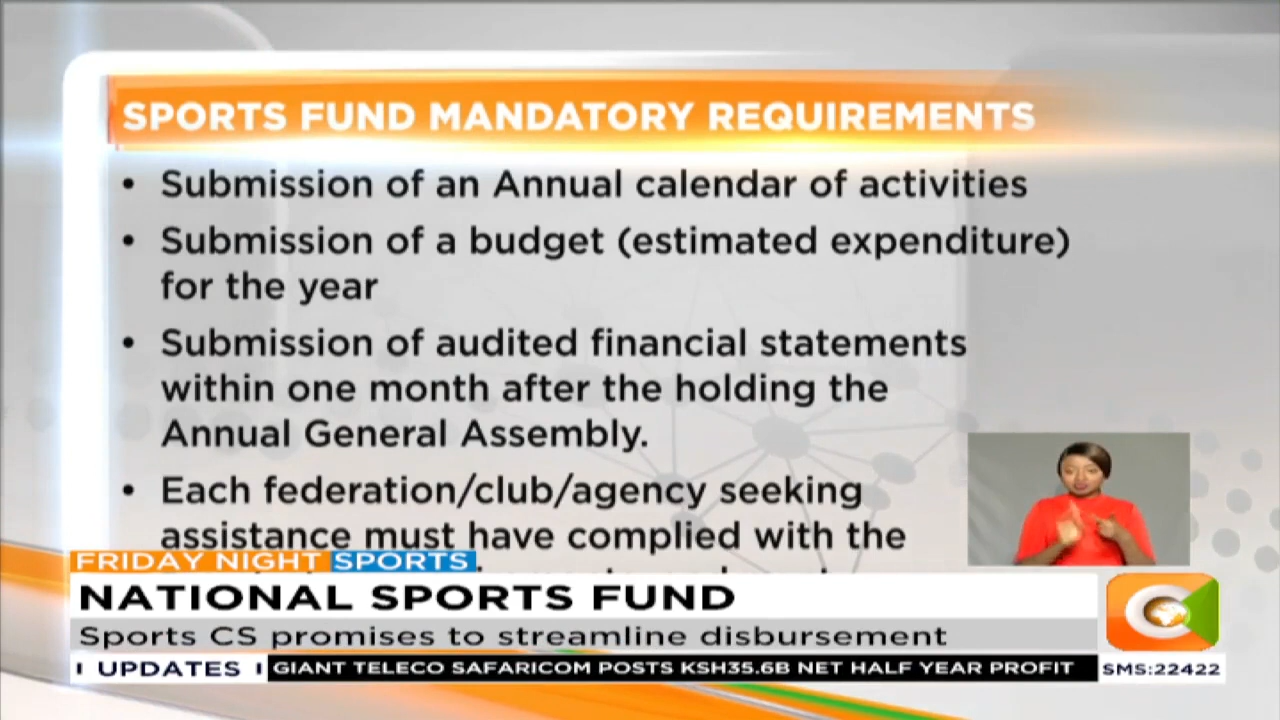 SPORTS FUND MANDATORY REQUIREMENTS
• Submission of an Annual calendar of activities
• Submission of a budget (estimated expenditure)
for the year
• Submission of audited financial statements
within one month after the holding the
Annual General Assembly.
• Each federation/club/agency seeking
assistance must have complied with the
FRIDAY NIGHT SPORTS
NATIONAL SPORTS FUND
Sports CS promises to streamline disbursement
UPDATES GIANT TELECO SAFARICOM POSTS KSH35.6B NET HALF YEAR PROFIT SMS:22422